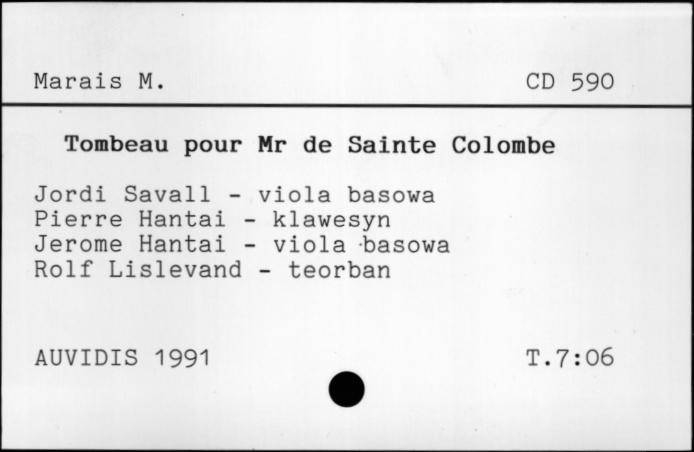 Marais M. CD 590
Tombeau pour Mr de Sainte Colombe
Jordi Savall - viola basowa
Pierre Hantai - klawesyn
Jerome Hantai - viola basowa
Rolf Lislevand - teorban
AUVIDIS 1991 T.7:06